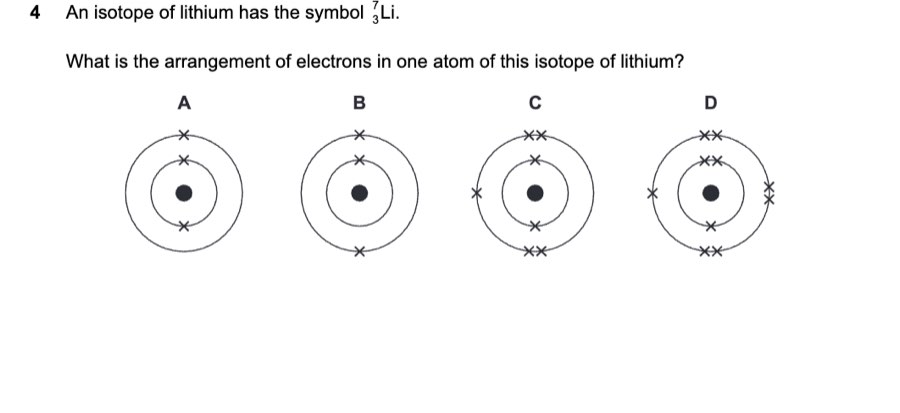 4 An isotope of lithium has the symbol ⁷₃Li.
What is the arrangement of electrons in one atom of this isotope of lithium?
A B C D